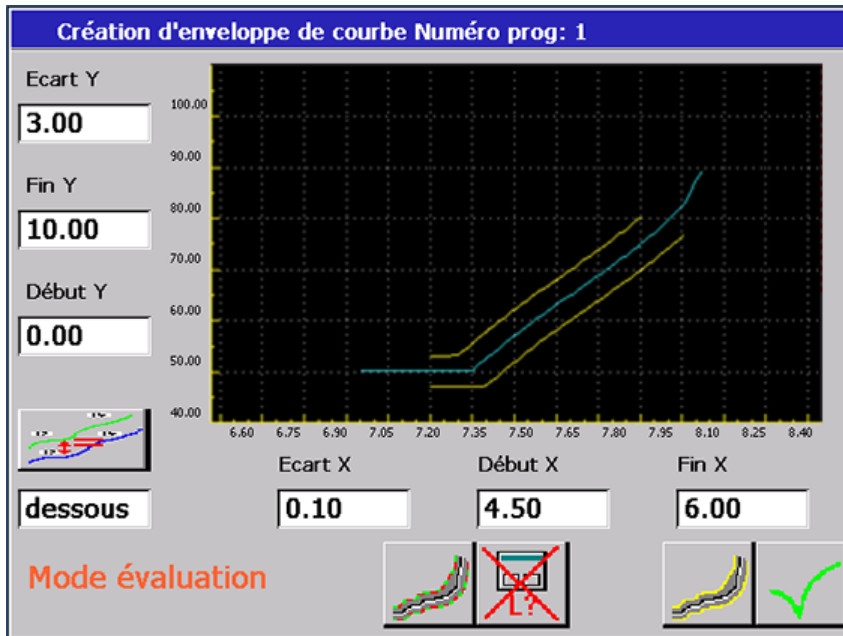 Création d'enveloppe de courbe Numéro prog: 1
Ecart Y
3.00
Fin Y
10.00
Début Y
0.00
100.00
90.00
80.00
70.00
60.00
50.00
40.00
6.60 6.75 6.90 7.05 7.20 7.35 7.50 7.65 7.80 7.95 8.10 8.25 8.40
dessous
Ecart X
0.10
Début X
4.50
Fin X
6.00
Mode évaluation
L?